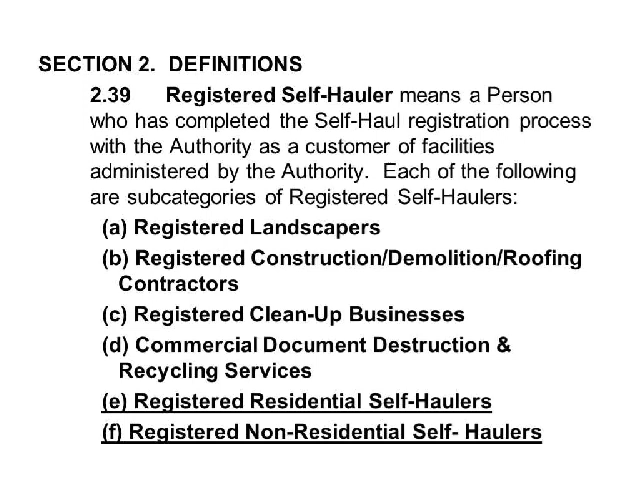 SECTION 2. DEFINITIONS
2.39 Registered Self-Hauler means a Person
who has completed the Self-Haul registration process
with the Authority as a customer of facilities
administered by the Authority. Each of the following
are subcategories of Registered Self-Haulers:
(a) Registered Landscapers
(b) Registered Construction/Demolition/Roofing
Contractors
(c) Registered Clean-Up Businesses
(d) Commercial Document Destruction &
Recycling Services
(e) Registered Residential Self-Haulers
(f) Registered Non-Residential Self- Haulers